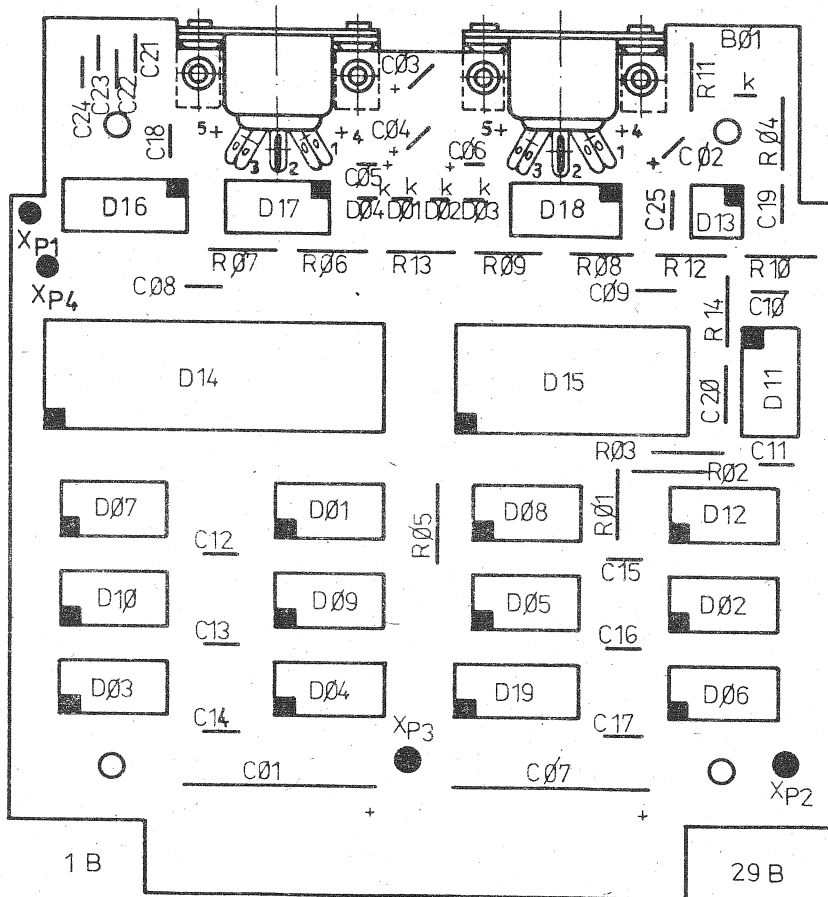 BØ1
C24 C23 C22 C21
R11
k
CØ3 +
C18
5 + 3 2 1 + 4
CØ4 +
5 + 3 2 1 + 4
+ CØ2
RØ4
CØ5 +
+ CØ6
k k k k
DØ4 DØ1 DØ2 DØ3
D16 D17 D18 C25 D13 C19
XP1
RØ7 RØ6 R13 RØ9 RØ8 R12 R10
XP4 CØ8 CØ9 R14 C1Ø
D14 D15 C2Ø D11
RØ3 C11
RØ2
DØ7 DØ1 RØ5 DØ8 RØ1 D12
C12 C15
D1Ø DØ9 DØ5 DØ2
C13 C16
DØ3 DØ4 D19 DØ6
C14 C17
XP3
CØ1 CØ7 XP2
+ +
1 B 29 B